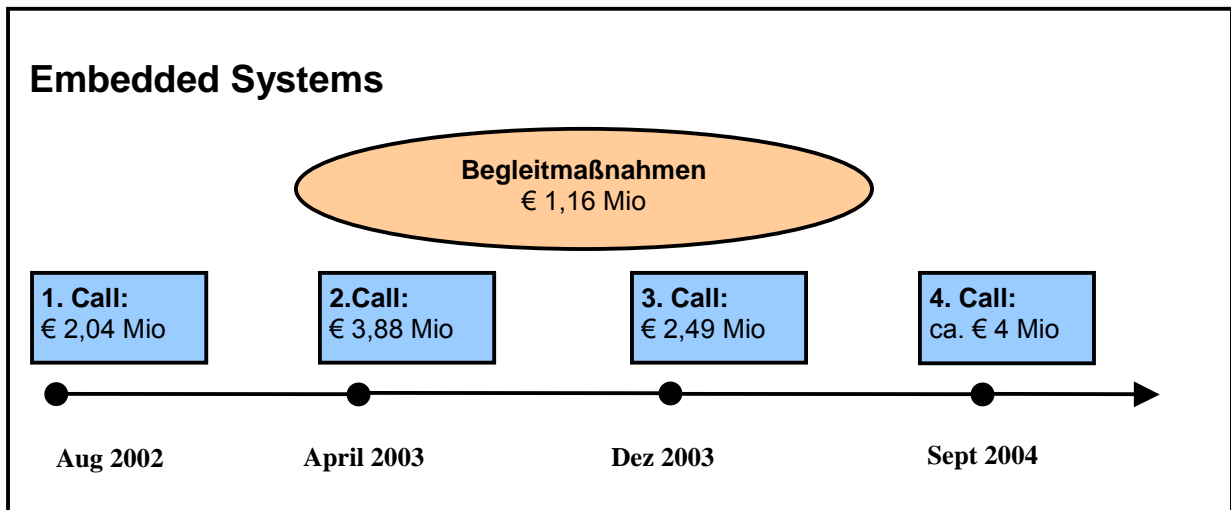 Embedded Systems
Begleitmaßnahmen
€ 1,16 Mio
1. Call:
€ 2,04 Mio
2.Call:
€ 3,88 Mio
3. Call:
€ 2,49 Mio
4. Call:
ca. € 4 Mio
Aug 2002
April 2003
Dez 2003
Sept 2004